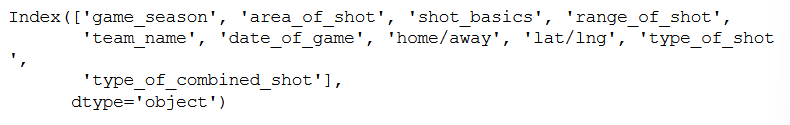 Index(['game_season', 'area_of_shot', 'shot_basics', 'range_of_shot',
       'team_name', 'date_of_game', 'home/away', 'lat/lng', 'type_of_shot
',
       'type_of_combined_shot'],
      dtype='object')